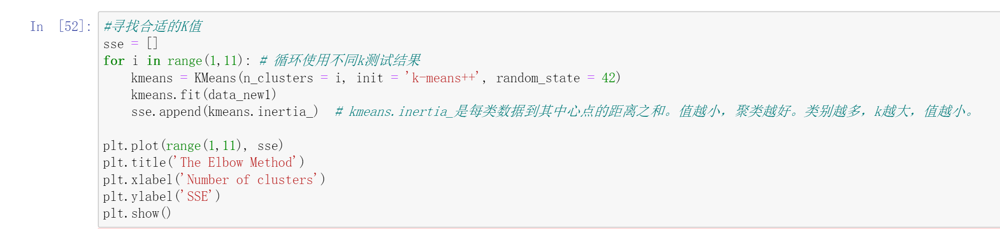 In [52]: #寻找合适的K值
sse = []
for i in range(1,11): # 循环使用不同k测试结果
    kmeans = KMeans(n_clusters = i, init = 'k-means++', random_state = 42)
    kmeans.fit(data_new1)
    sse.append(kmeans.inertia_)  # kmeans.inertia_是每类数据到其中心点的距离之和。值越小，聚类越好。类别越多，k越大，值越小。
plt.plot(range(1,11), sse)
plt.title('The Elbow Method')
plt.xlabel('Number of clusters')
plt.ylabel('SSE')
plt.show()